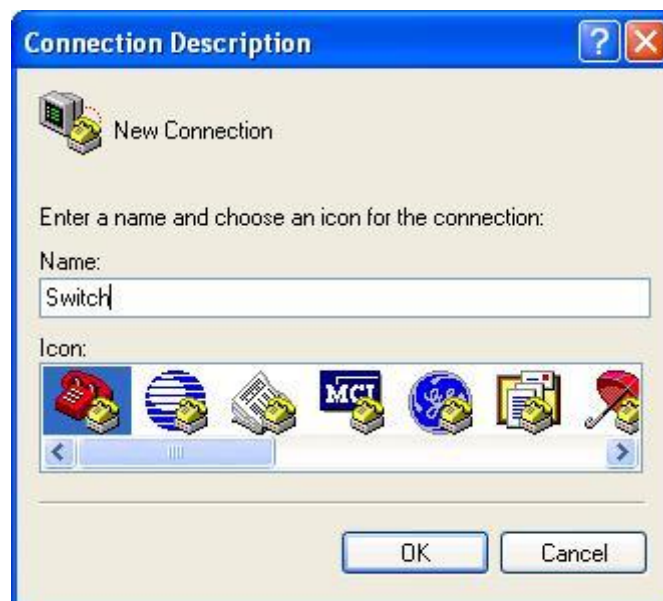 Connection Description
New Connection
Enter a name and choose an icon for the connection:
Name:
Switch
Icon:
MCI
OK
Cancel